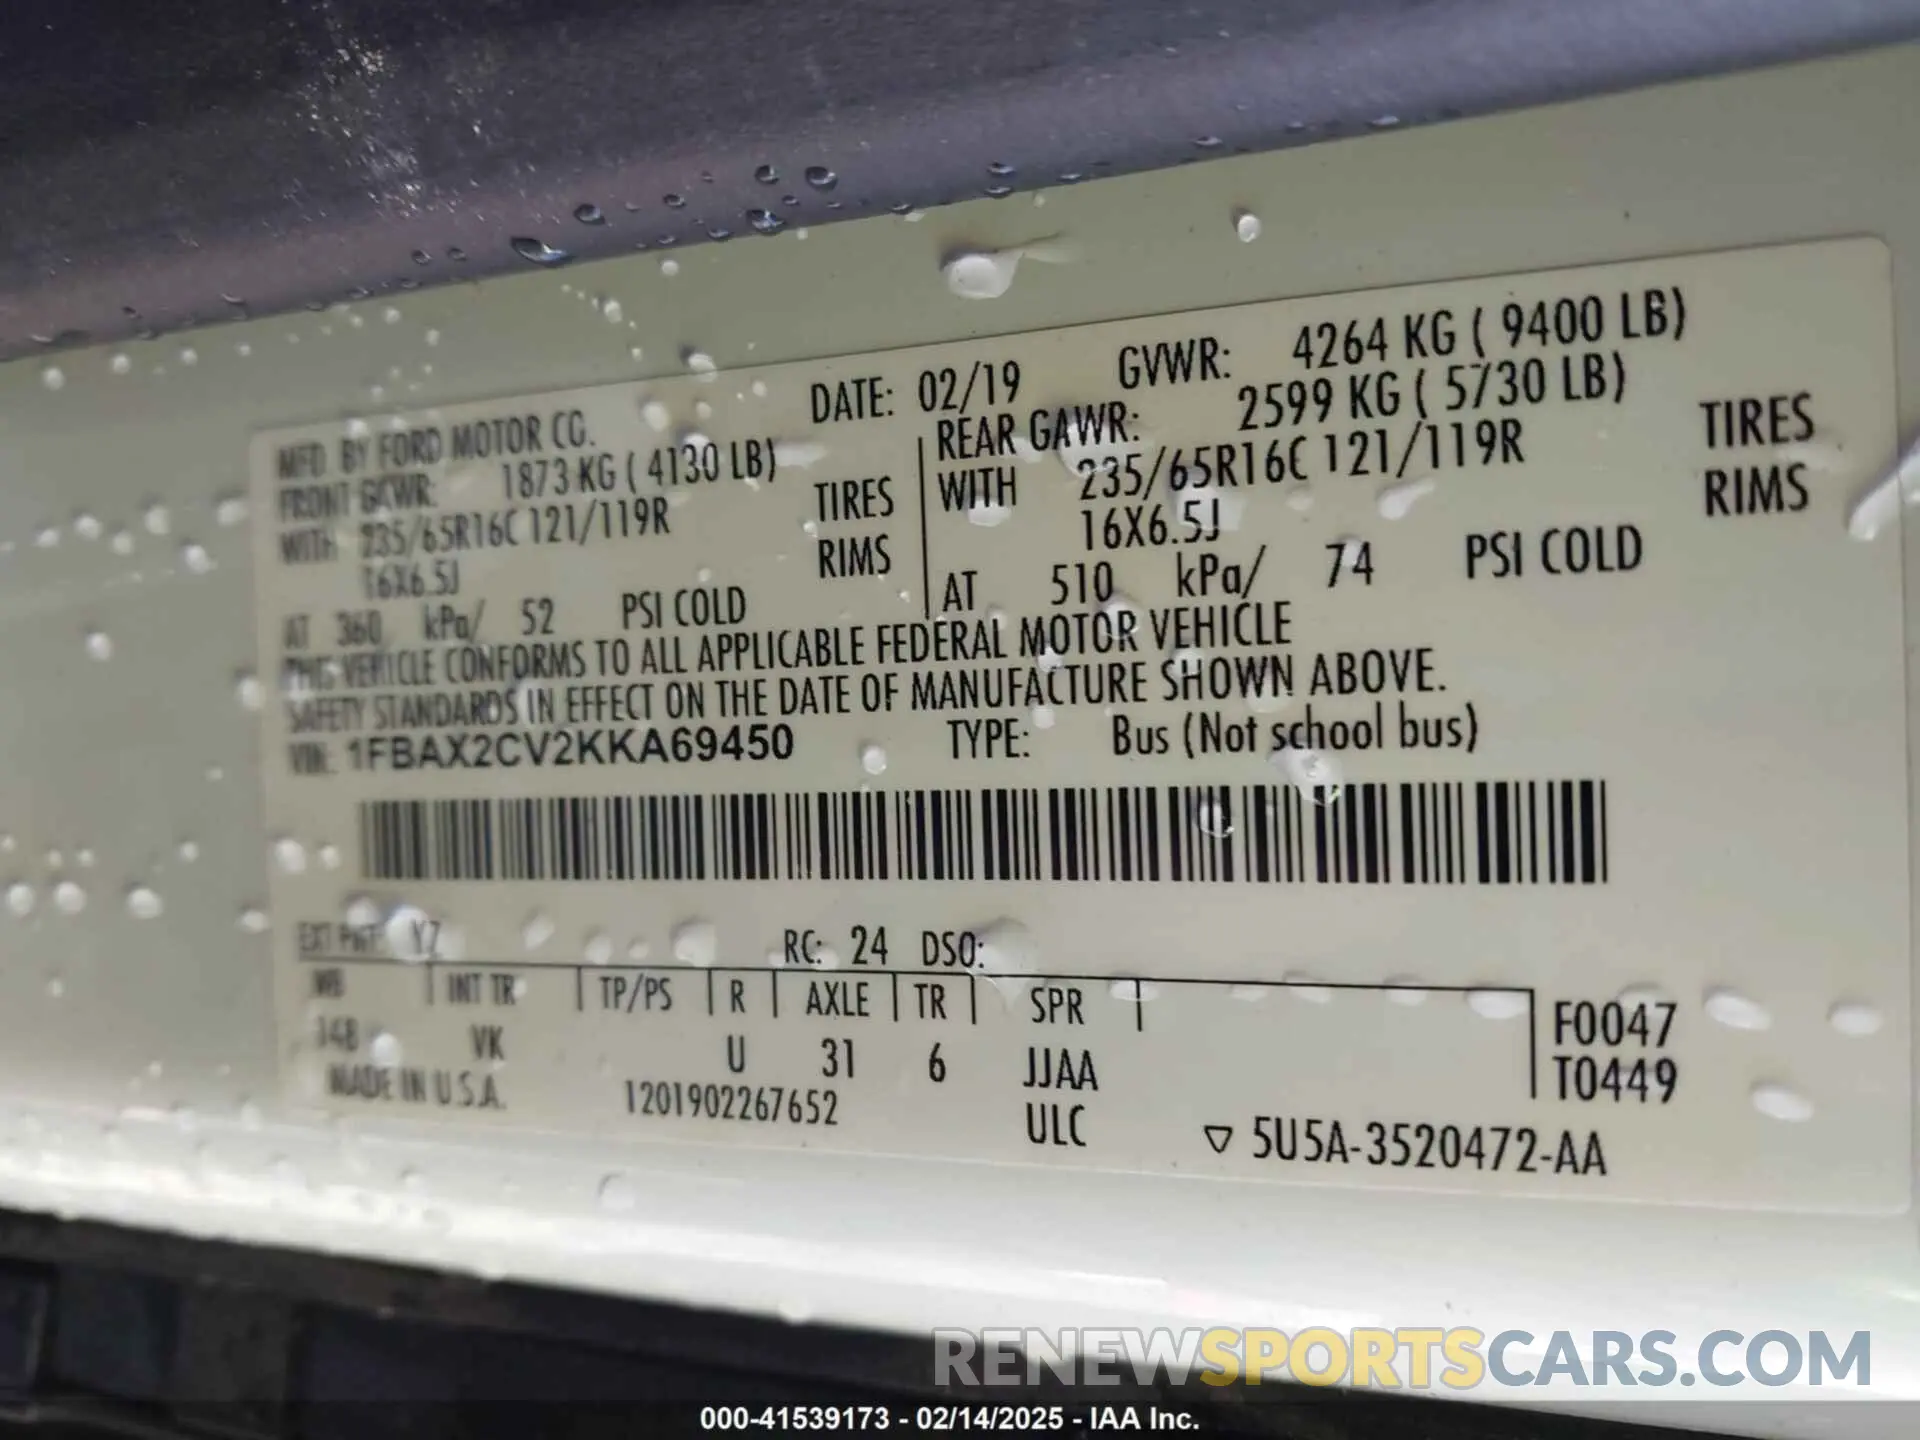 MFD BY FORD MOTOR CO.
DATE: 02/19 GVWR: 4264 KG ( 9400 LB)
FRONT GAWR: 1873 KG ( 4130 LB)
WITH 235/65R16C 121/119R TIRES
16X6.5J RIMS
AT 360 kPa/ 52 PSI COLD
REAR GAWR: 2599 KG ( 5730 LB)
WITH 235/65R16C 121/119R TIRES
16X6.5J RIMS
AT 510 kPa/ 74 PSI COLD
THIS VEHICLE CONFORMS TO ALL APPLICABLE FEDERAL MOTOR VEHICLE
SAFETY STANDARDS IN EFFECT ON THE DATE OF MANUFACTURE SHOWN ABOVE.
VIN: 1FBAX2CV2KKA69450 TYPE: Bus (Not school bus)
EXT PNT: YZ RC: 24 DSO:
WB INT TR TP/PS R AXLE TR SPR
148 VK U 31 6 JJAA
F0047
T0449
MADE IN U.S.A. 1201902267652 ULC
▽ 5U5A-3520472-AA
RENEWSPORTSCARS.COM
000-41539173 - 02/14/2025 - IAA Inc.